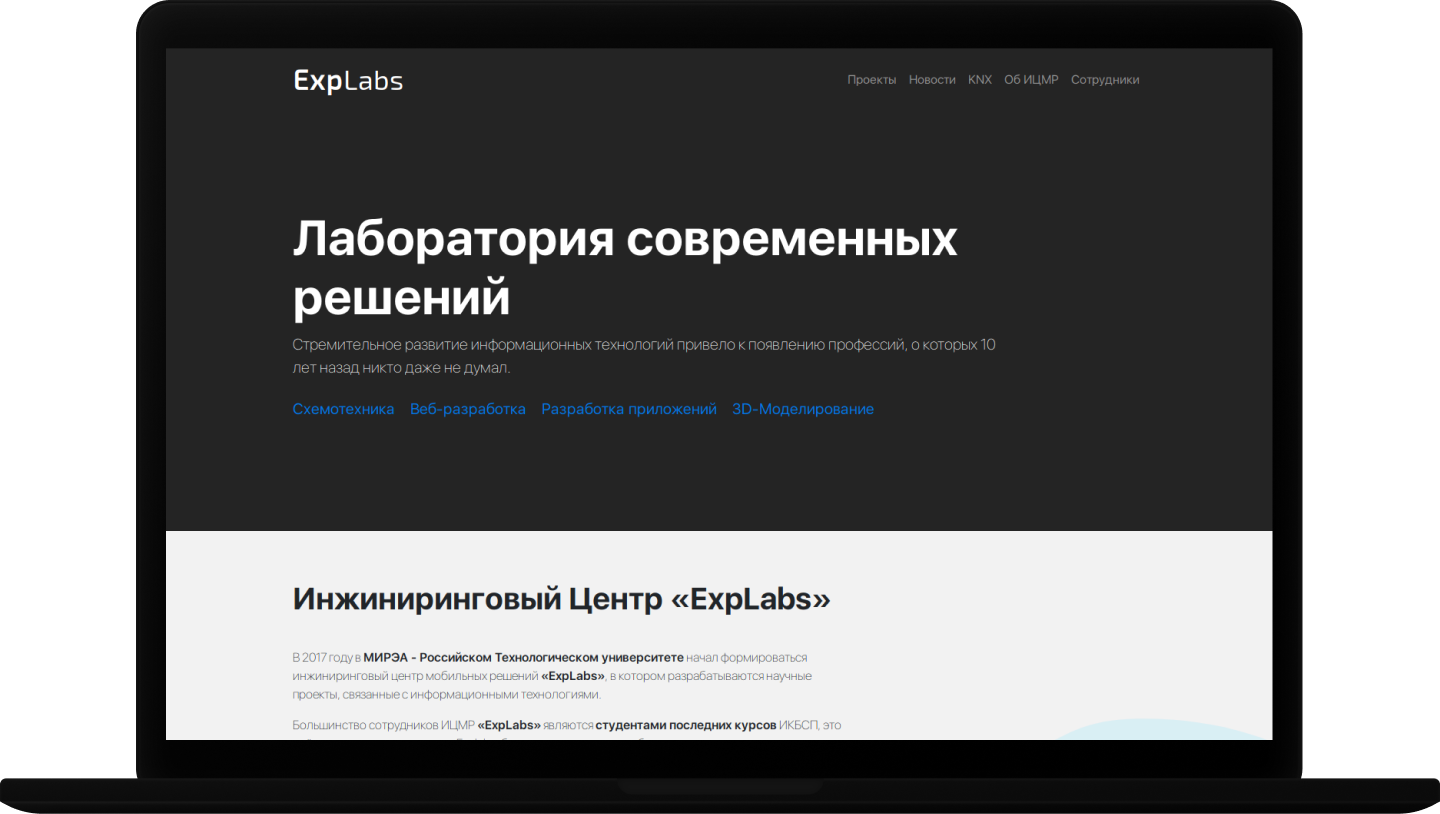 ExpLabs
Проекты Новости KNX Об ИЦМР Сотрудники
Лаборатория современных
решений
Стремительное развитие информационных технологий привело к появлению профессий, о которых 10
лет назад никто даже не думал.
Схемотехника Веб-разработка Разработка приложений 3D-Моделирование
Инжиниринговый Центр «ExpLabs»
В 2017 году в МИРЭА - Российском Технологическом университете начал формироваться
инжиниринговый центр мобильных решений «ExpLabs», в котором разрабатываются научные
проекты, связанные с информационными технологиями.
Большинство сотрудников ИЦМР «ExpLabs» являются студентами последних курсов ИКБСП, это